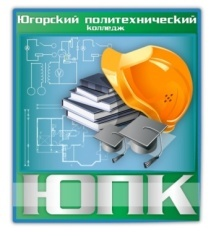 Югорский политехнический
колледж
ЮПК